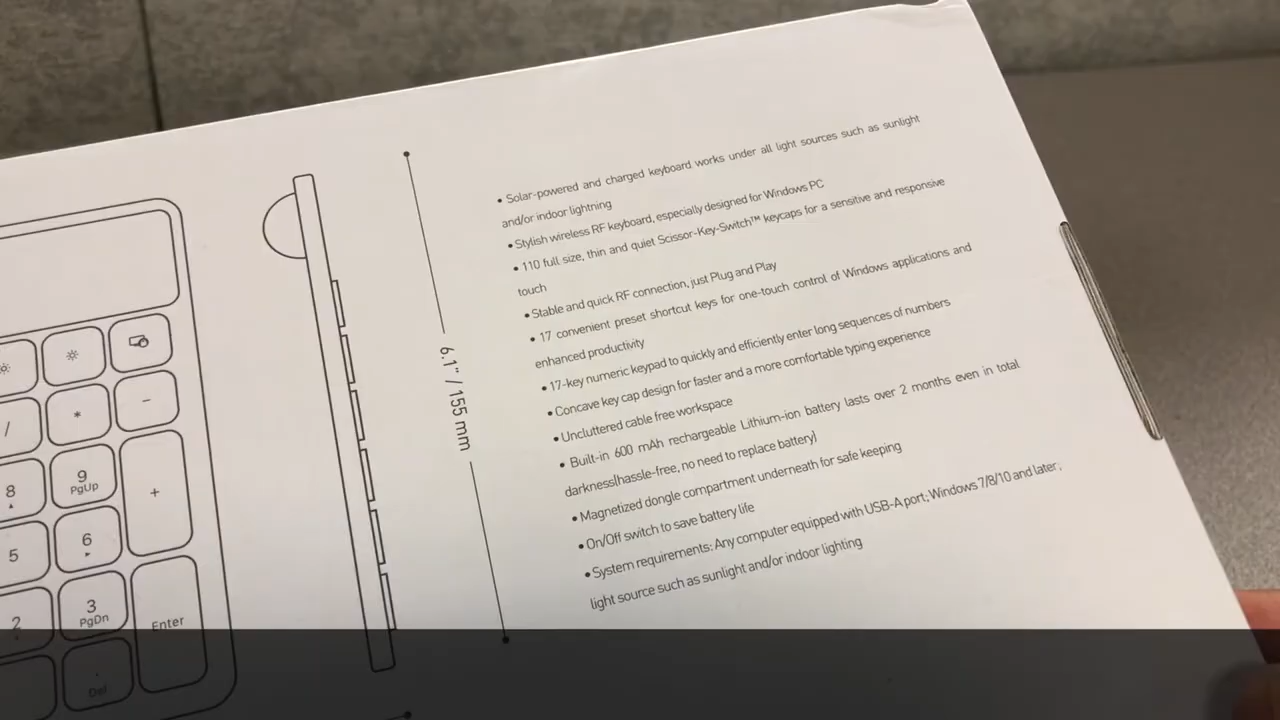 • Solar-powered and charged keyboard works under all light sources such as sunlight
and/or indoor lightning
• Stylish wireless RF keyboard, especially designed for Windows PC
• 110 full size, thin and quiet Scissor-Key-Switch™ keycaps for a sensitive and responsive
touch
• Stable and quick RF connection, just Plug and Play
• 17 convenient preset shortcut keys for one-touch control of Windows applications and
enhanced productivity
• 17-key numeric keypad to quickly and efficiently enter long sequences of numbers
• Concave key cap design for faster and a more comfortable typing experience
• Uncluttered cable free workspace
• Built-in 600 mAh rechargeable Lithium-ion battery lasts over 2 months even in total
darkness(hassle-free, no need to replace battery)
• Magnetized dongle compartment underneath for safe keeping
• On/Off switch to save battery life
• System requirements: Any computer equipped with USB-A port; Windows 7/8/10 and later;
light source such as sunlight and/or indoor lighting
6.1" / 155 mm
/ * -
8 9 PgUp +
5 6
2 3 PgDn Enter
. Del